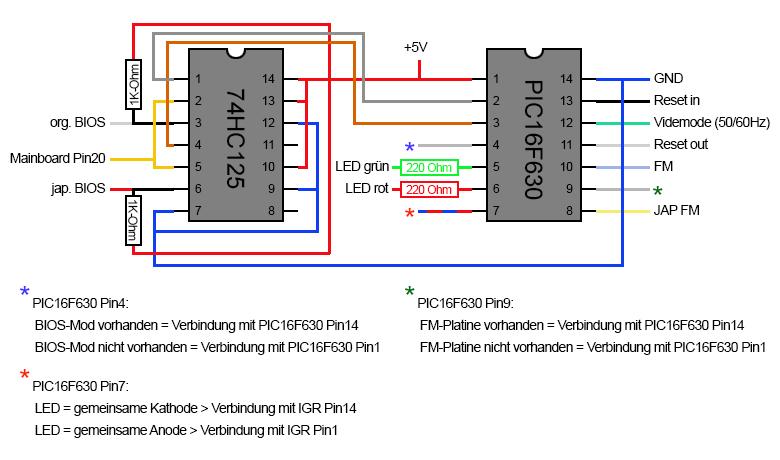 +5V
1K-Ohm
org. BIOS
Mainboard Pin20
jap. BIOS
1K-Ohm
74HC125
1 14
2 13
3 12
4 11
5 10
6 9
7 8
*
LED grün 220 Ohm
LED rot 220 Ohm
*
PIC16F630
1 14 GND
2 13 Reset in
3 12 Videmode (50/60Hz)
4 11 Reset out
5 10 FM
6 9 *
7 8 JAP FM
* PIC16F630 Pin4:
BIOS-Mod vorhanden = Verbindung mit PIC16F630 Pin14
BIOS-Mod nicht vorhanden = Verbindung mit PIC16F630 Pin1
* PIC16F630 Pin9:
FM-Platine vorhanden = Verbindung mit PIC16F630 Pin14
FM-Platine nicht vorhanden = Verbindung mit PIC16F630 Pin1
* PIC16F630 Pin7:
LED = gemeinsame Kathode > Verbindung mit IGR Pin14
LED = gemeinsame Anode > Verbindung mit IGR Pin1